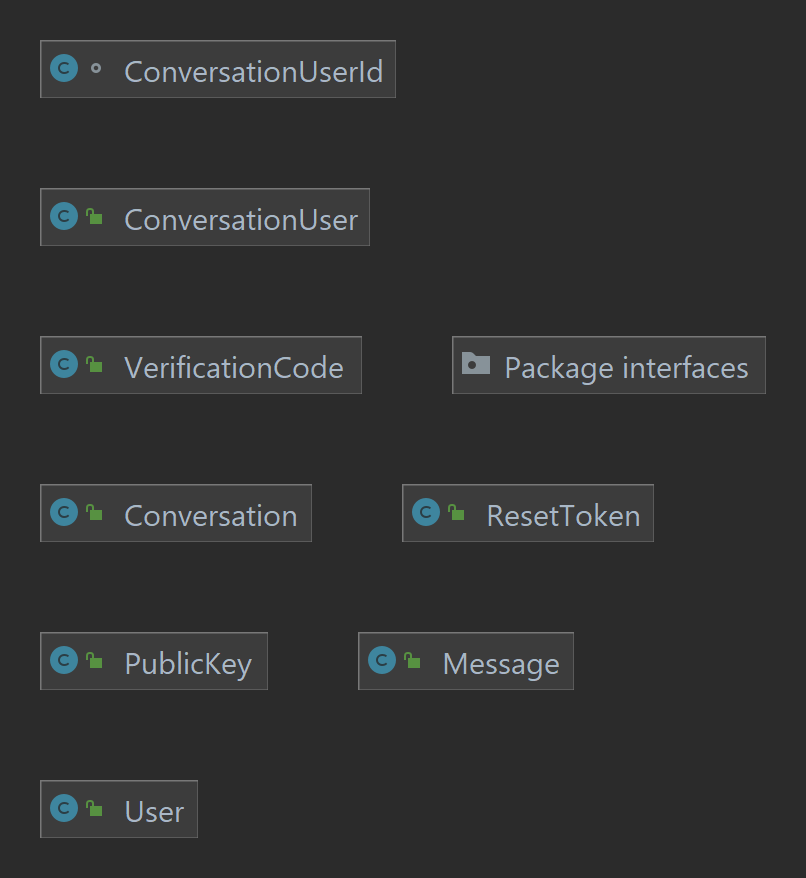 ConversationUserId
ConversationUser
VerificationCode
Package interfaces
Conversation
ResetToken
PublicKey
Message
User